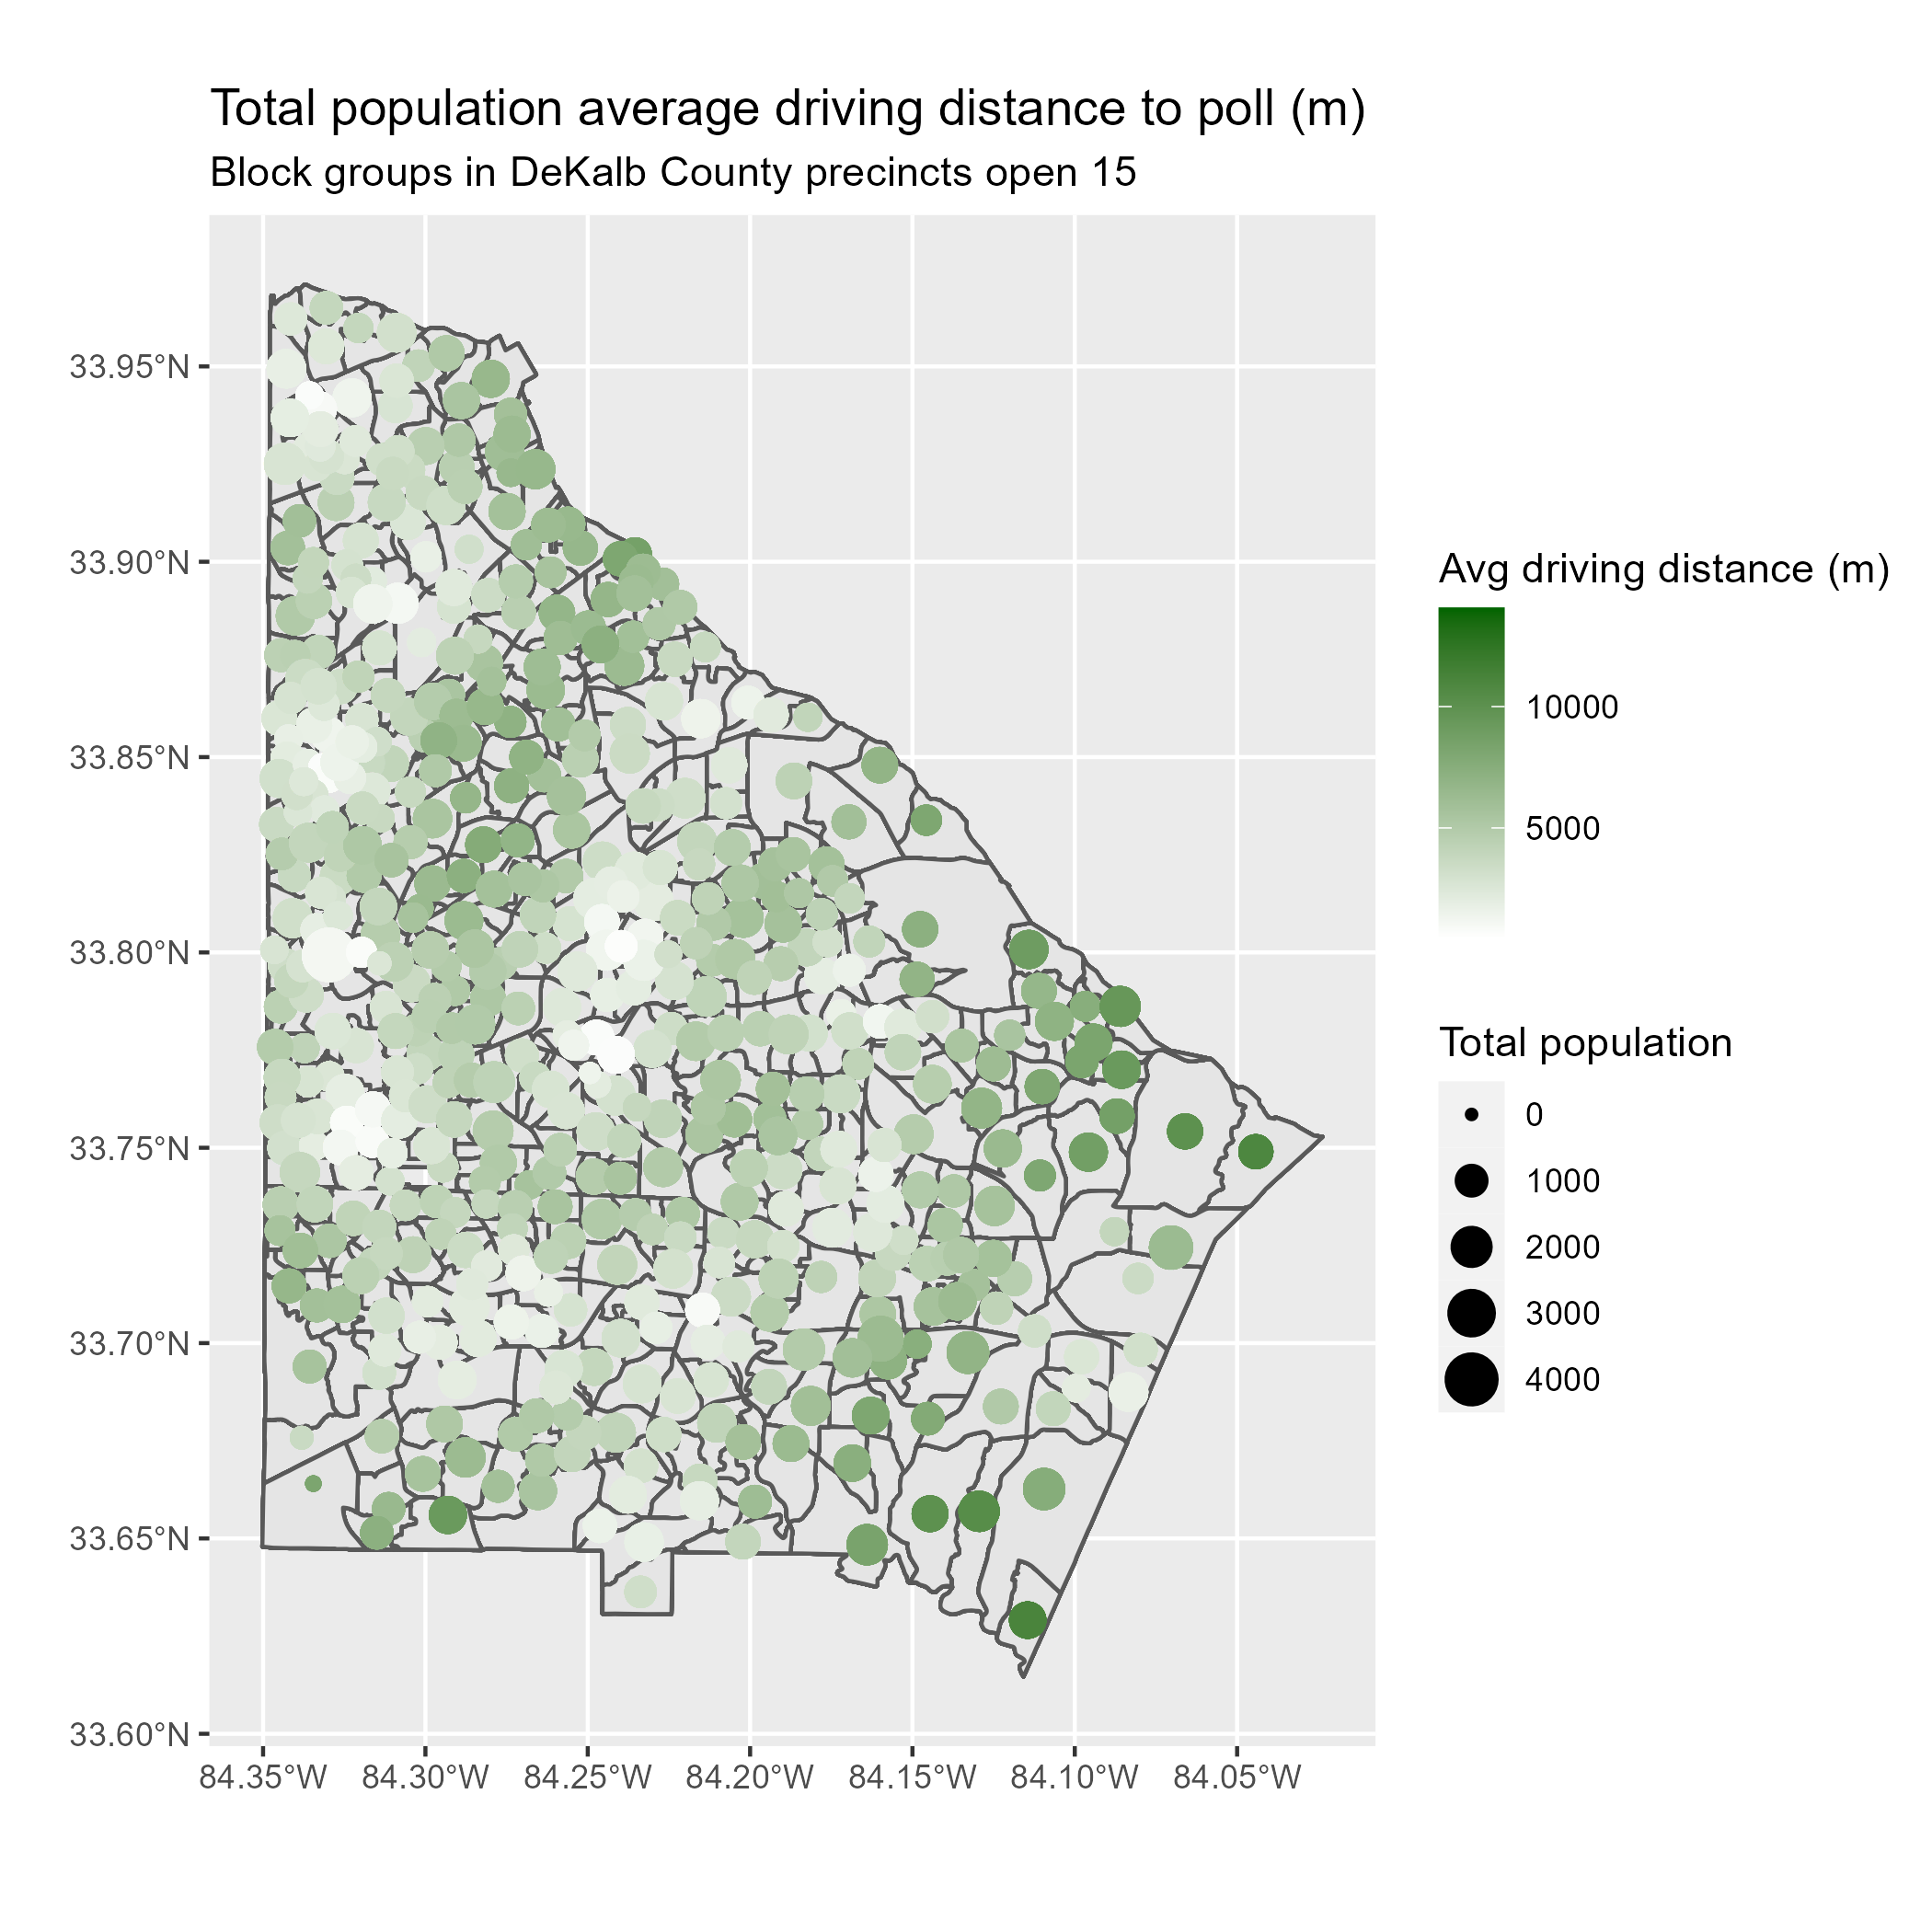 Total population average driving distance to poll (m)
Block groups in DeKalb County precincts open 15
33.95°N
33.90°N
33.85°N
33.80°N
33.75°N
33.70°N
33.65°N
33.60°N
84.35°W 84.30°W 84.25°W 84.20°W 84.15°W 84.10°W 84.05°W
Avg driving distance (m)
10000
5000
Total population
0
1000
2000
3000
4000